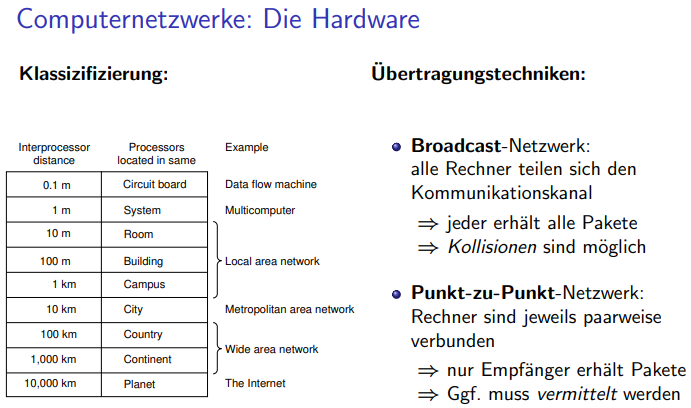 Computernetzwerke: Die Hardware
Klassizifizierung:
Interprocessor distance Processors located in same Example
0.1 m Circuit board Data flow machine
1 m System Multicomputer
10 m Room
100 m Building Local area network
1 km Campus
10 km City Metropolitan area network
100 km Country
Wide area network
1,000 km Continent
10,000 km Planet The Internet
Übertragungstechniken:
Broadcast-Netzwerk:
alle Rechner teilen sich den
Kommunikationskanal
⇒ jeder erhält alle Pakete
⇒ Kollisionen sind möglich
Punkt-zu-Punkt-Netzwerk:
Rechner sind jeweils paarweise
verbunden
⇒ nur Empfänger erhält Pakete
⇒ Ggf. muss vermittelt werden